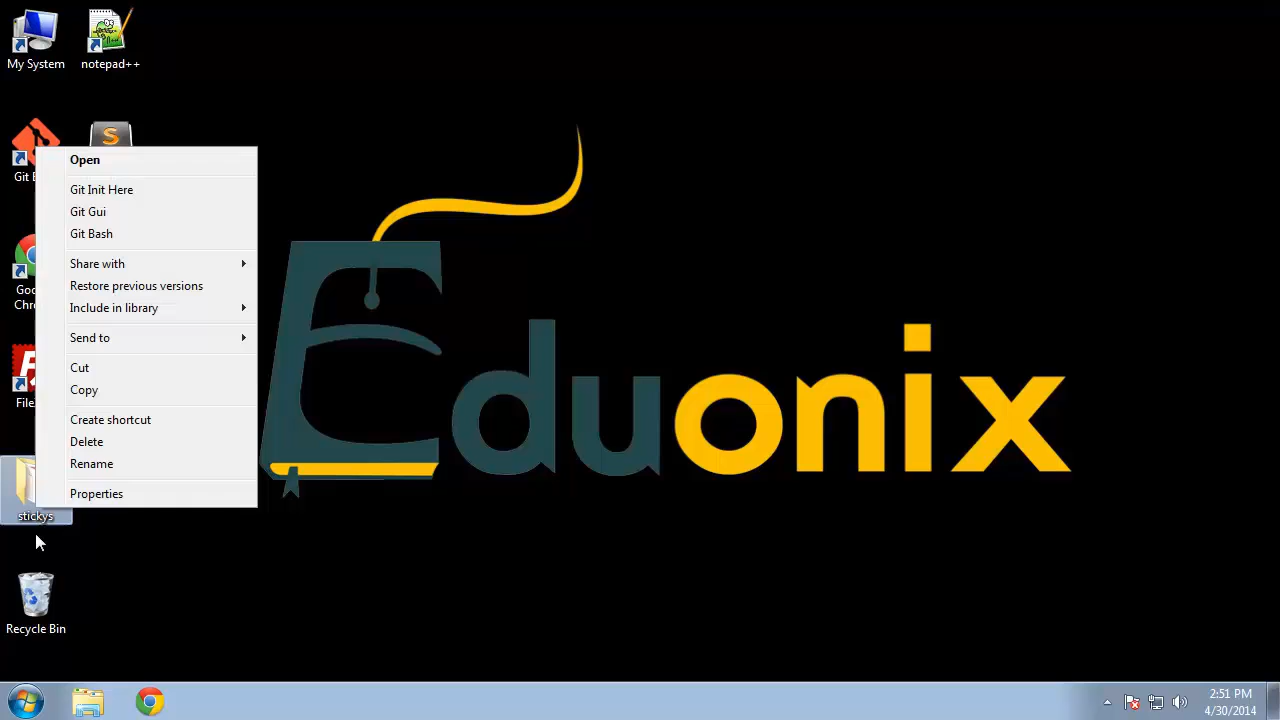 My System
notepad++
Git B
Goo
Chro
File
stickys
Recycle Bin
Open
Git Init Here
Git Gui
Git Bash
Share with
Restore previous versions
Include in library
Send to
Cut
Copy
Create shortcut
Delete
Rename
Properties
Eduonix
2:51 PM
4/30/2014